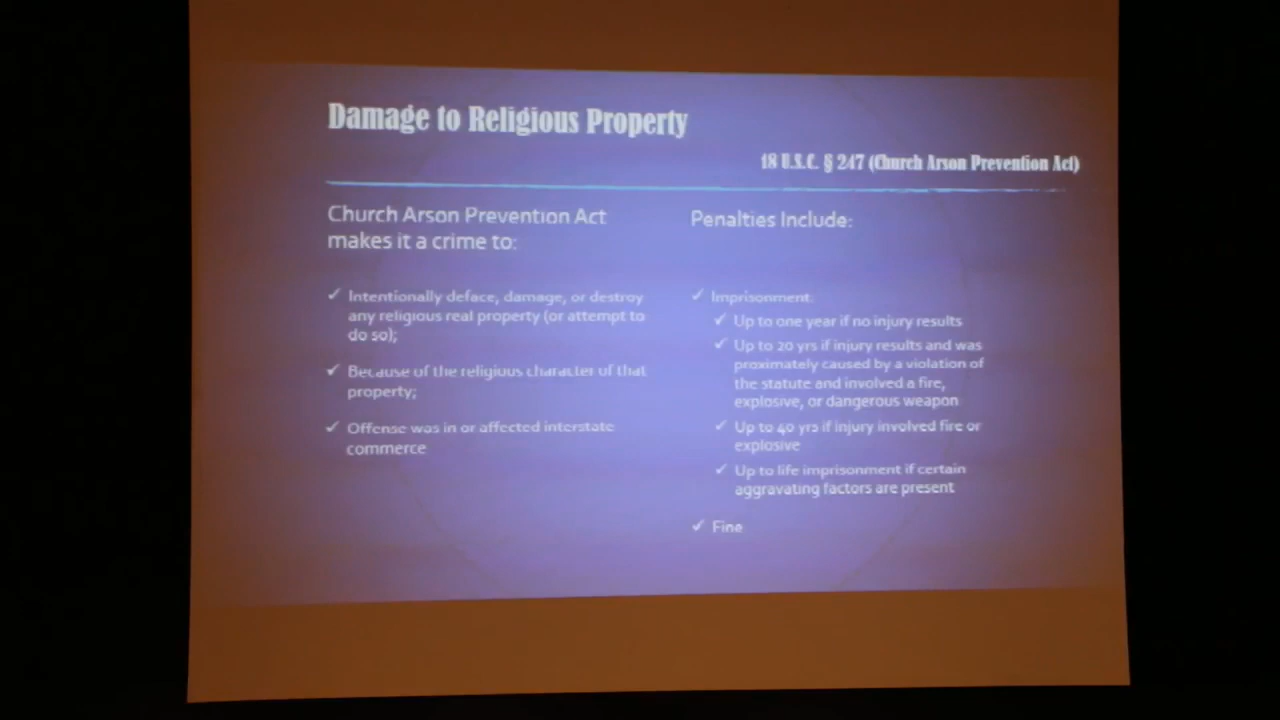 Damage to Religious Property
18 U.S.C. § 247 (Church Arson Prevention Act)
Church Arson Prevention Act
makes it a crime to:
✓ Intentionally deface, damage, or destroy
any religious real property (or attempt to
do so);
✓ Because of the religious character of that
property;
✓ Offense was in or affected interstate
commerce
Penalties Include:
✓ Imprisonment:
✓ Up to one year if no injury results
✓ Up to 20 yrs if injury results and was
proximately caused by a violation of
the statute and involved a fire,
explosive, or dangerous weapon
✓ Up to 40 yrs if injury involved fire or
explosive
✓ Up to life imprisonment if certain
aggravating factors are present
✓ Fine